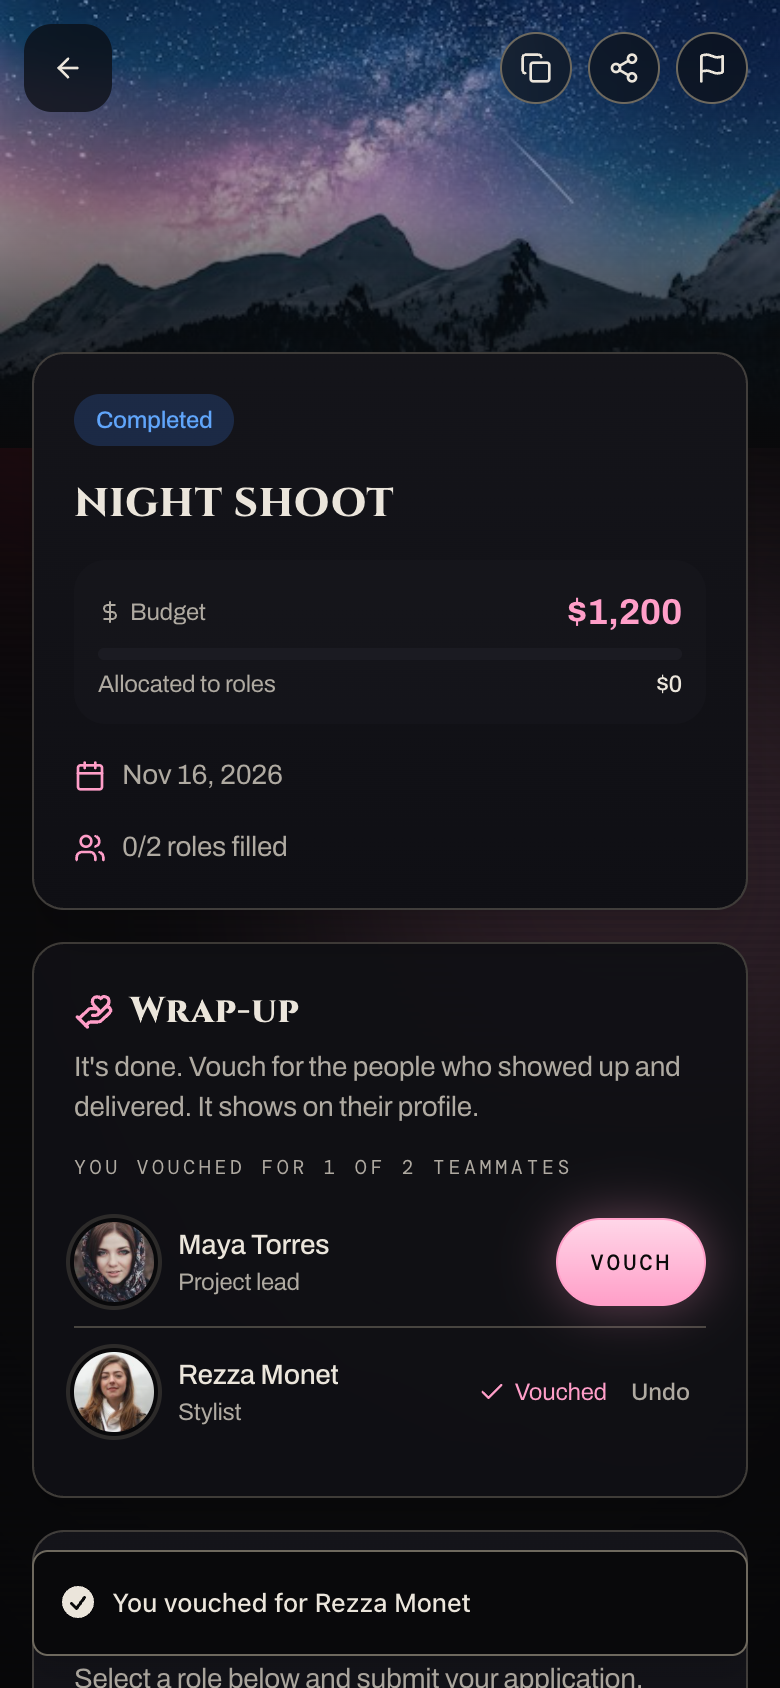 Completed
NIGHT SHOOT
Budget
$1,200
Allocated to roles
$0
Nov 16, 2026
0/2 roles filled
WRAP-UP
It's done. Vouch for the people who showed up and
delivered. It shows on their profile.
YOU VOUCHED FOR 1 OF 2 TEAMMATES
Maya Torres
Project lead
VOUCH
Rezza Monet
Stylist
Vouched
Undo
You vouched for Rezza Monet
Select a role below and submit your application.